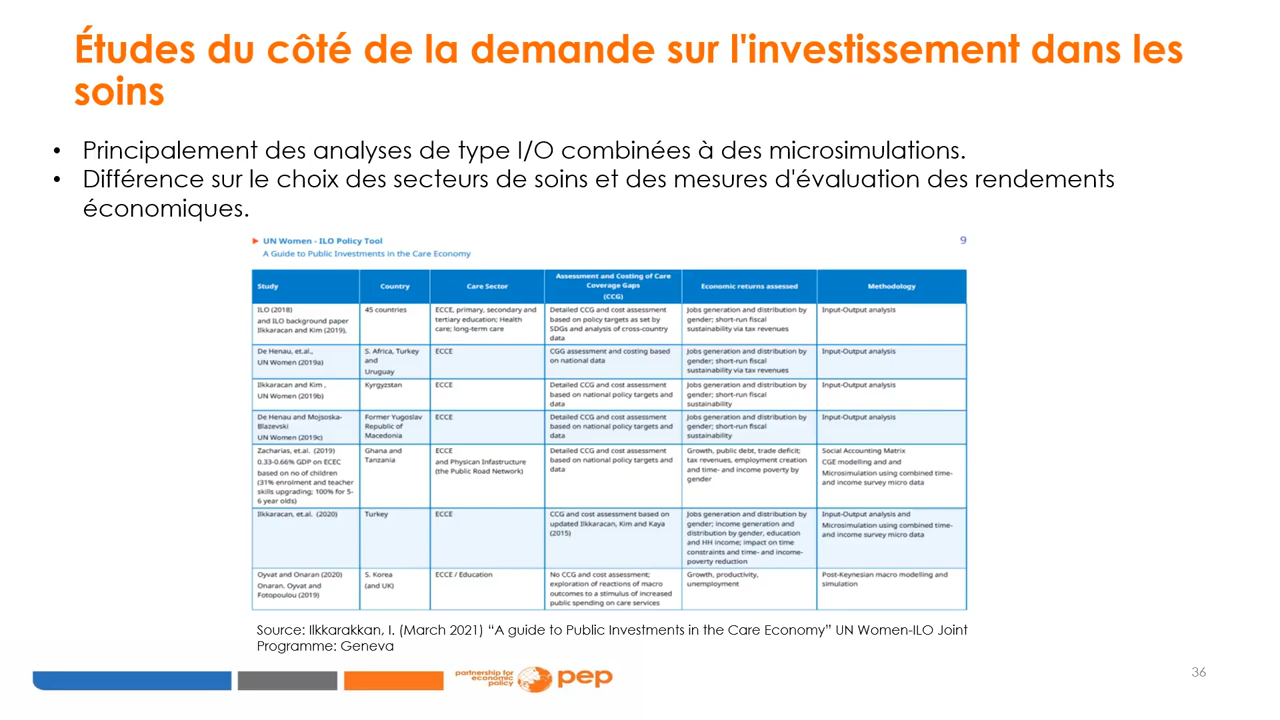 Études du côté de la demande sur l'investissement dans les
soins
• Principalement des analyses de type I/O combinées à des microsimulations.
• Différence sur le choix des secteurs de soins et des mesures d'évaluation des rendements
économiques.
UN Women - ILO Policy Tool
9
A Guide to Public Investments in the Care Economy
Study
Country
Care Sector
Assessment and Costing of Care
Coverage Gaps
(CCG)
Economic returns assessed
Methodology
ILO (2018)
and ILO background paper
Ilkkaracan and Kim (2019),
45 countries
ECCE, primary, secondary and
tertiary education; Health
care; long-term care
Detailed CCG and cost assessment
based on policy targets as set by
SDGs and analysis of cross-country
data
Jobs generation and distribution by
gender; short-run fiscal
sustainability via tax revenues
Input-Output analysis
De Henau, et.al.,
UN Women (2019a)
S. Africa, Turkey
and
Uruguay
ECCE
CGG assessment and costing based
on national data
Jobs generation and distribution by
gender; short-run fiscal
sustainability via tax revenues
Input-Output analysis
Ilkkaracan and Kim ,
UN Women (2019b)
Kyrgyzstan
ECCE
Detailed CCG and cost assessment
based on national policy targets and
data
Jobs generation and distribution by
gender; short-run fiscal
sustainability
Input-Output analysis
De Henau and Mojsoska-
Blazevski
UN Women (2019c)
Former Yugoslav
Republic of
Macedonia
ECCE
Detailed CCG and cost assessment
based on national policy targets and
data
Jobs generation and distribution by
gender; short-run fiscal
sustainability
Input-Output analysis
Zacharias, et.al. (2019)
0.33-0.66% GDP on ECEC
based on no of children
(31% enrolment and teacher
skills upgrading; 100% for 5-
6 year olds)
Ghana and
Tanzania
ECCE
and Physican Infastructure
(the Public Road Network)
Detailed CCG and cost assessment
based on national policy targets and
data
Growth, public debt, trade deficit;
tax revenues, employment creation
and time- and income poverty by
gender
Social Accounting Matrix
CGE modelling and and
Microsimulation using combined time-
and income survey micro data
Ilkkaracan, et.al. (2020)
Turkey
ECCE
CCG and cost assessment based on
updated Ilkkaracan, Kim and Kaya
(2015)
Jobs generation and distribution by
gender; income generation and
distribution by gender, education
and HH income; impact on time
constraints and time- and income-
poverty reduction
Input-Output analysis and
Microsimulation using combined time-
and income survey micro data
Oyvat and Onaran (2020)
Onaran. Oyvat and
Fotopoulou (2019)
S. Korea
(and UK)
ECCE / Education
No CCG and cost assessment;
exploration of reactions of macro
outcomes to a stimulus of increased
public spending on care services
Growth, productivity,
unemployment
Post-Keynesian macro modelling and
simulation
Source: Ilkkarakkan, I. (March 2021) “A guide to Public Investments in the Care Economy” UN Women-ILO Joint
Programme: Geneva
partnership for
economic
policy
pep
36